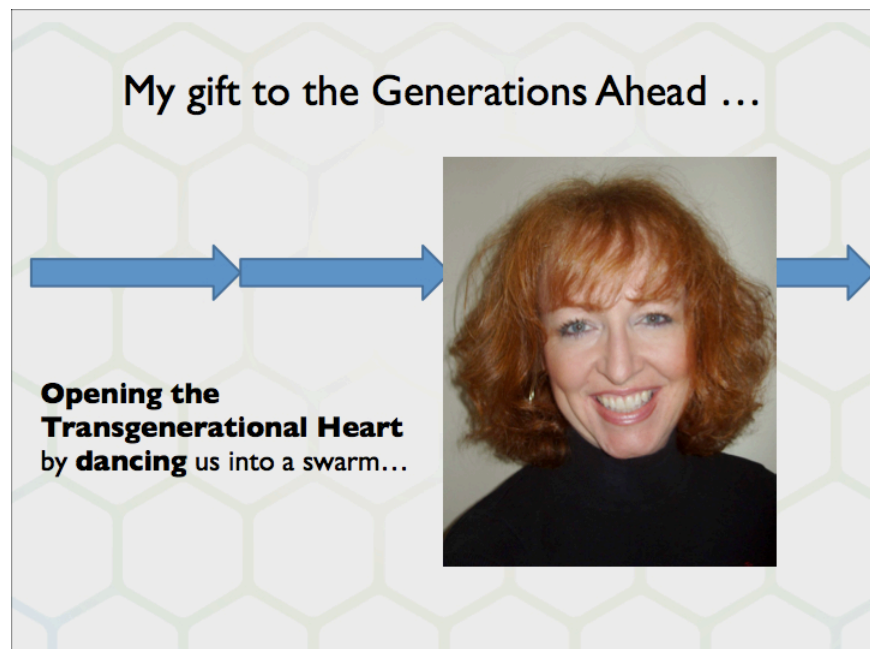 My gift to the Generations Ahead …
Opening the
Transgenerational Heart
by dancing us into a swarm…